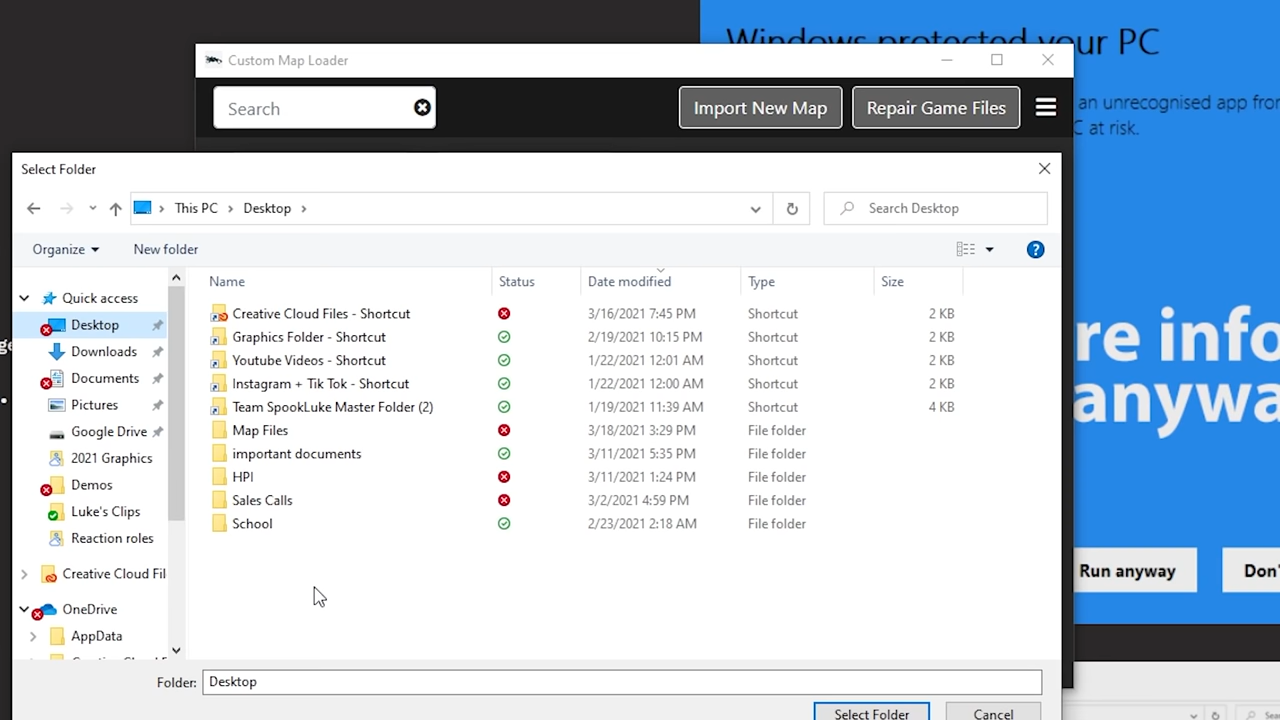 Windows protected your PC
Custom Map Loader
Search
Import New Map
Repair Game Files
an unrecognised app from
C at risk.
Select Folder
This PC
Desktop
Search Desktop
Organize
New folder
Name
Status
Date modified
Type
Size
Quick access
Desktop
Downloads
Documents
Pictures
Google Drive
2021 Graphics
Demos
Luke's Clips
Reaction roles
Creative Cloud Fil
OneDrive
AppData
Creative Cloud Files - Shortcut 3/16/2021 7:45 PM Shortcut 2 KB
Graphics Folder - Shortcut 2/19/2021 10:15 PM Shortcut 2 KB
Youtube Videos - Shortcut 1/22/2021 12:01 AM Shortcut 2 KB
Instagram + Tik Tok - Shortcut 1/22/2021 12:00 AM Shortcut 2 KB
Team SpookLuke Master Folder (2) 1/19/2021 11:39 AM Shortcut 4 KB
Map Files 3/18/2021 3:29 PM File folder
important documents 3/11/2021 5:35 PM File folder
HPI 3/11/2021 1:24 PM File folder
Sales Calls 3/2/2021 4:59 PM File folder
School 2/23/2021 2:18 AM File folder
re info
anywa
Run anyway
Don'
Folder: Desktop
Select Folder
Cancel